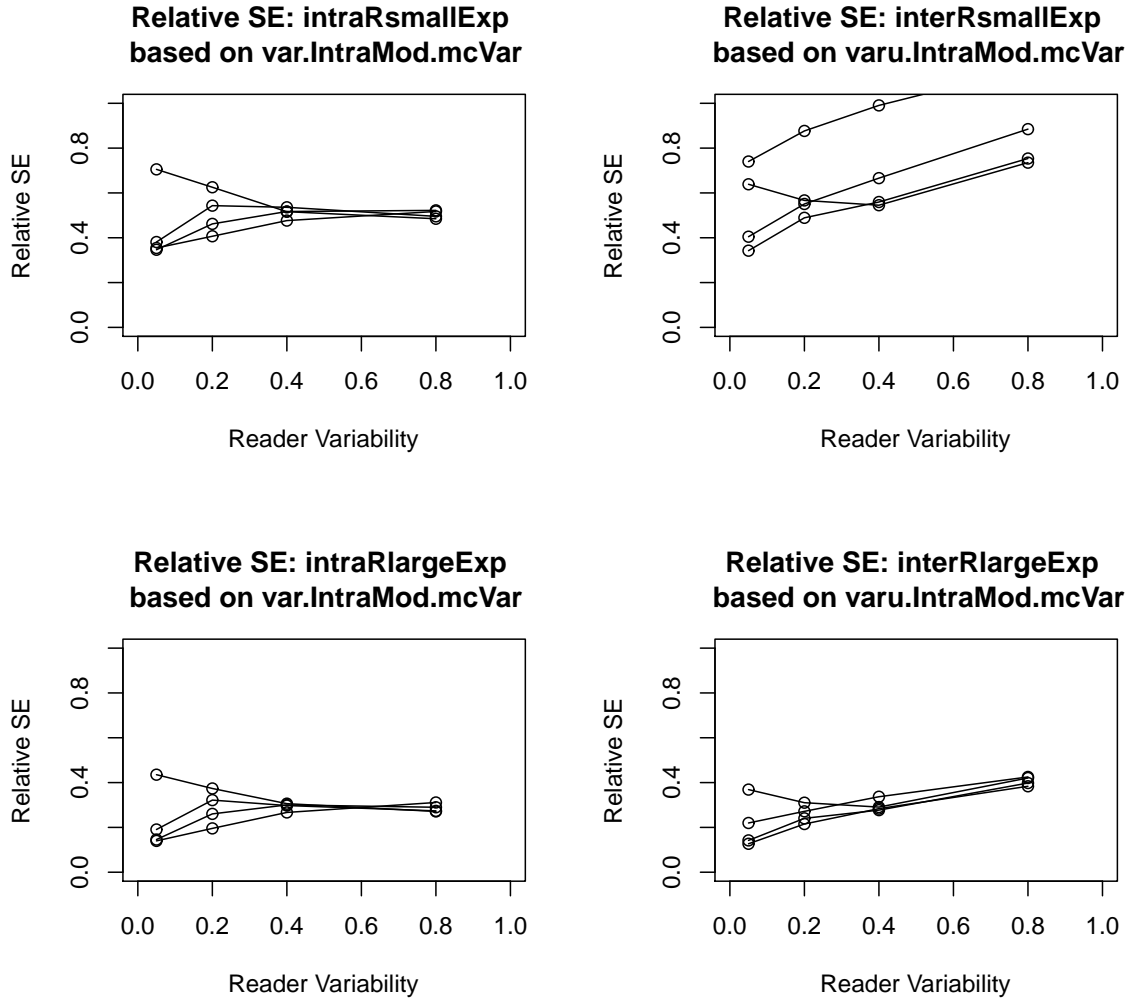 Relative SE: intraRsmallExp
based on var.IntraMod.mcVar
Relative SE
0.0 0.4 0.8
0.0 0.2 0.4 0.6 0.8 1.0
Reader Variability
Relative SE: interRsmallExp
based on varu.IntraMod.mcVar
Relative SE
0.0 0.4 0.8
0.0 0.2 0.4 0.6 0.8 1.0
Reader Variability
Relative SE: intraRlargeExp
based on var.IntraMod.mcVar
Relative SE
0.0 0.4 0.8
0.0 0.2 0.4 0.6 0.8 1.0
Reader Variability
Relative SE: interRlargeExp
based on varu.IntraMod.mcVar
Relative SE
0.0 0.4 0.8
0.0 0.2 0.4 0.6 0.8 1.0
Reader Variability